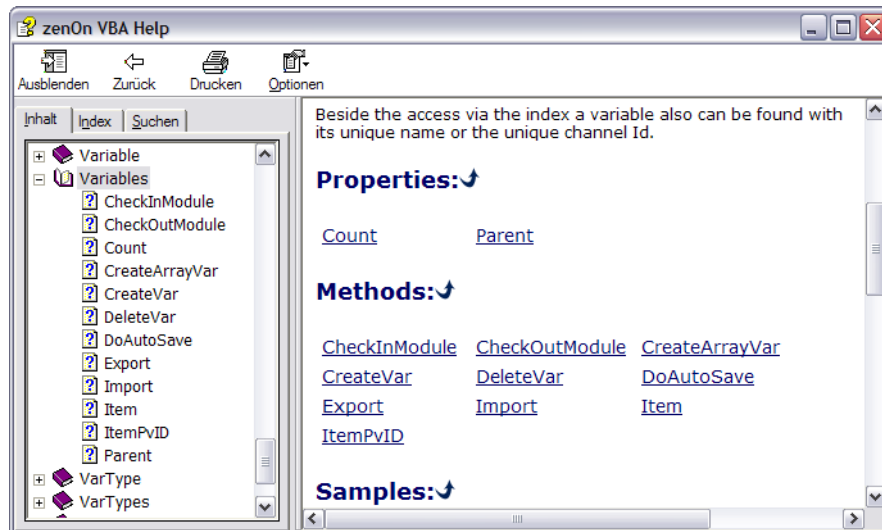 zenOn VBA Help
Ausblenden Zurück Drucken Optionen
Inhalt Index Suchen
Variable
Variables
CheckInModule
CheckOutModule
Count
CreateArrayVar
CreateVar
DeleteVar
DoAutoSave
Export
Import
Item
ItemPvID
Parent
VarType
VarTypes
Beside the access via the index a variable also can be found with
its unique name or the unique channel Id.
Properties:
Count Parent
Methods:
CheckInModule CheckOutModule CreateArrayVar
CreateVar DeleteVar DoAutoSave
Export Import Item
ItemPvID
Samples: